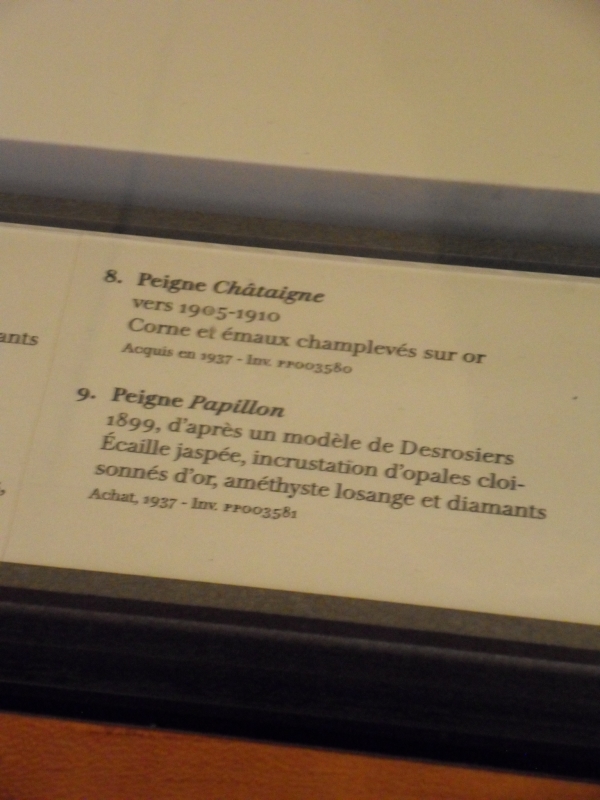 8. Peigne Châtaigne
vers 1905-1910
Corne et émaux champlevés sur or
Acquis en 1937 - Inv. PP003580
9. Peigne Papillon
1899, d'après un modèle de Desrosiers
Écaille jaspée, incrustation d'opales cloi-
sonnés d'or, améthyste losange et diamants
Achat, 1937 - Inv. PP003581